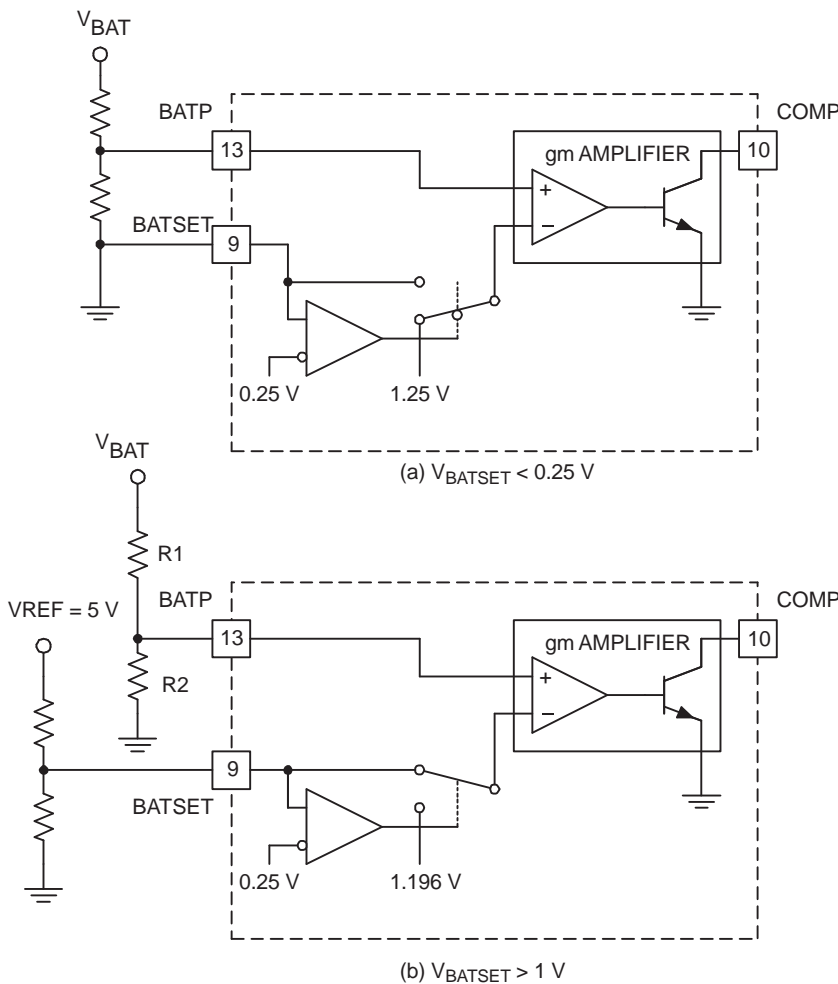 VBAT
BATP
COMP
13
gm AMPLIFIER
10
+
−
BATSET
9
0.25 V
1.25 V
(a) VBATSET < 0.25 V
VBAT
R1
BATP
COMP
VREF = 5 V
13
gm AMPLIFIER
10
+
−
R2
9
BATSET
0.25 V
1.196 V
(b) VBATSET > 1 V